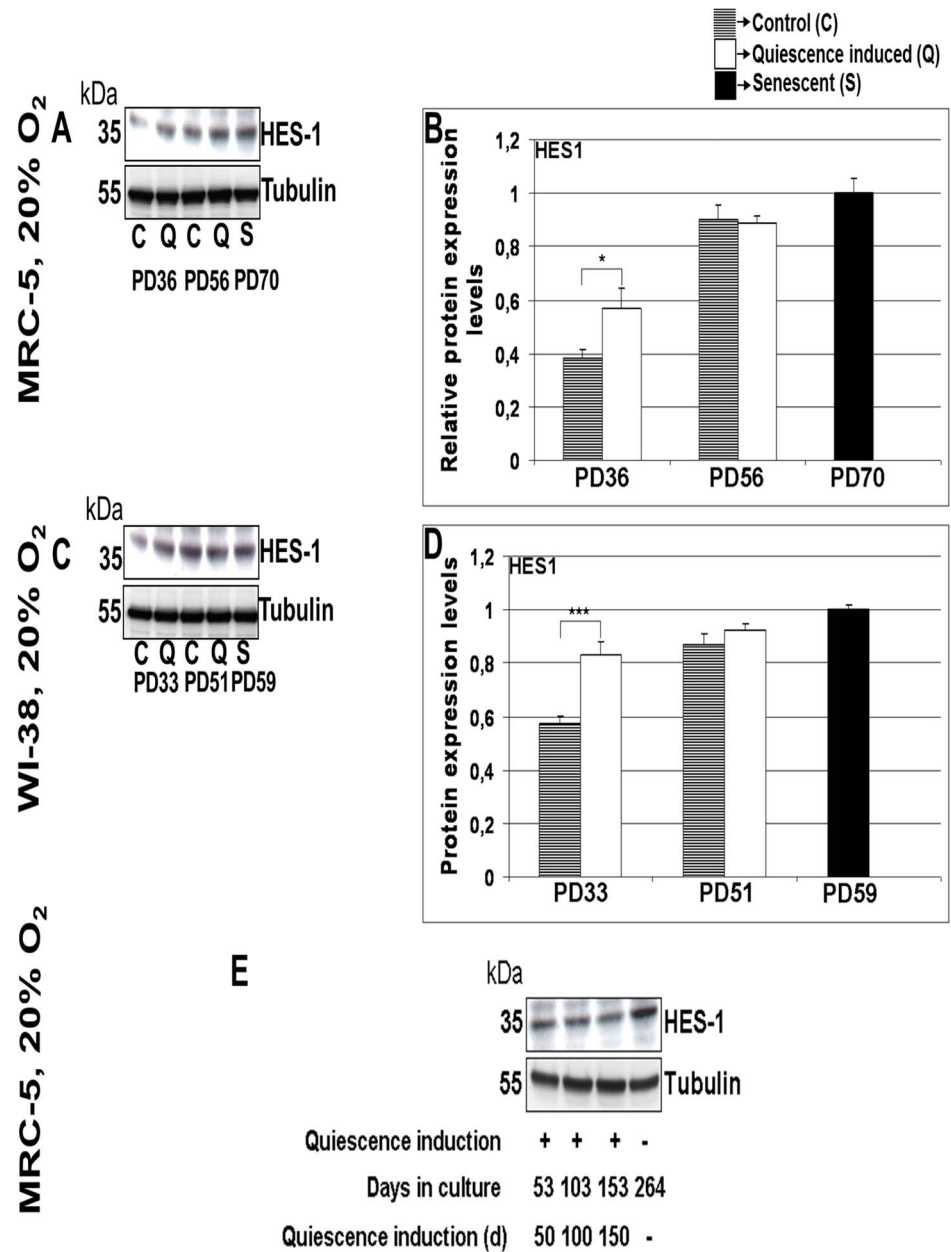 →Control (C)
→Quiescence induced (Q)
→Senescent (S)
MRC-5, 20% O2
A
kDa
35 HES-1
55 Tubulin
C Q C Q S
PD36 PD56 PD70
B
HES1
Relative protein expression
levels
1,2
1
0,8
0,6
0,4
0,2
0
*
PD36 PD56 PD70
WI-38, 20% O2
C
kDa
35 HES-1
55 Tubulin
C Q C Q S
PD33 PD51 PD59
D
HES1
Protein expression levels
1,2
1
0,8
0,6
0,4
0,2
0
***
PD33 PD51 PD59
MRC-5, 20% O2
E
kDa
35 HES-1
55 Tubulin
Quiescence induction + + + -
Days in culture 53 103 153 264
Quiescence induction (d) 50 100 150 -